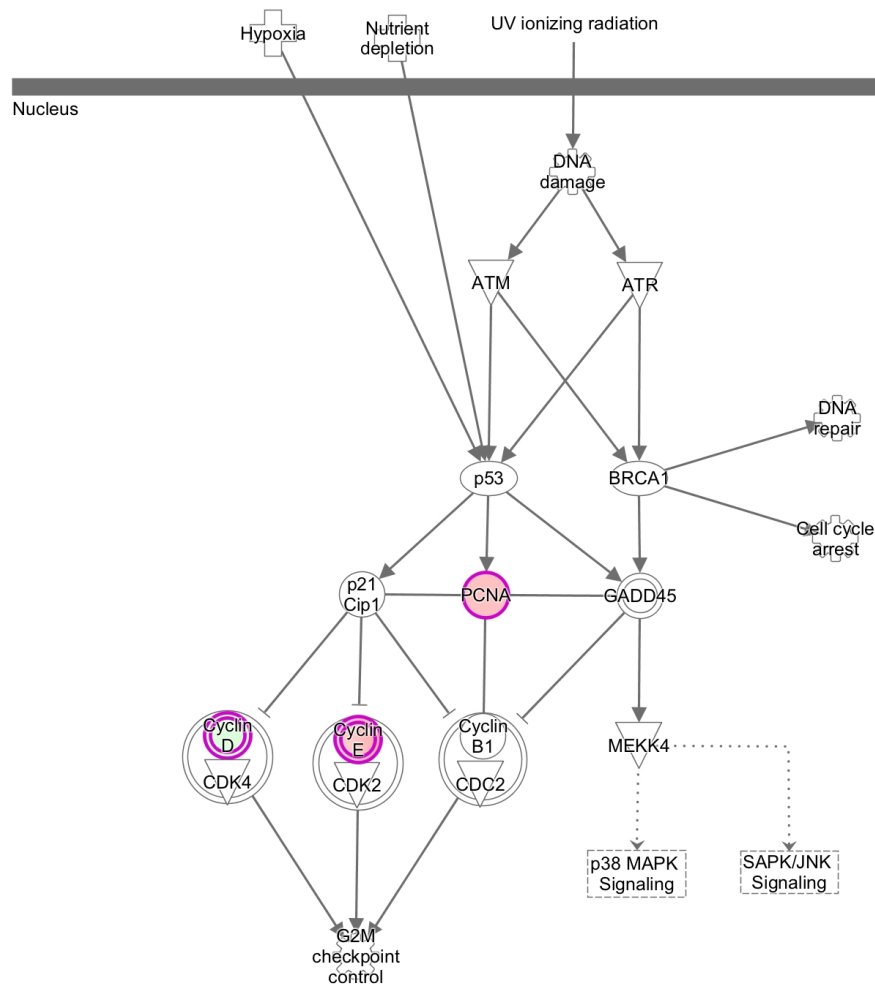 Hypoxia
Nutrient
depletion
UV ionizing radiation
Nucleus
DNA
damage
ATM
ATR
DNA
repair
p53
BRCA1
Cell cycle
arrest
p21
Cip1
PCNA
GADD45
Cyclin
D
CDK4
Cyclin
E
CDK2
Cyclin
B1
CDC2
MEKK4
p38 MAPK
Signaling
SAPK/JNK
Signaling
G2M
checkpoint
control